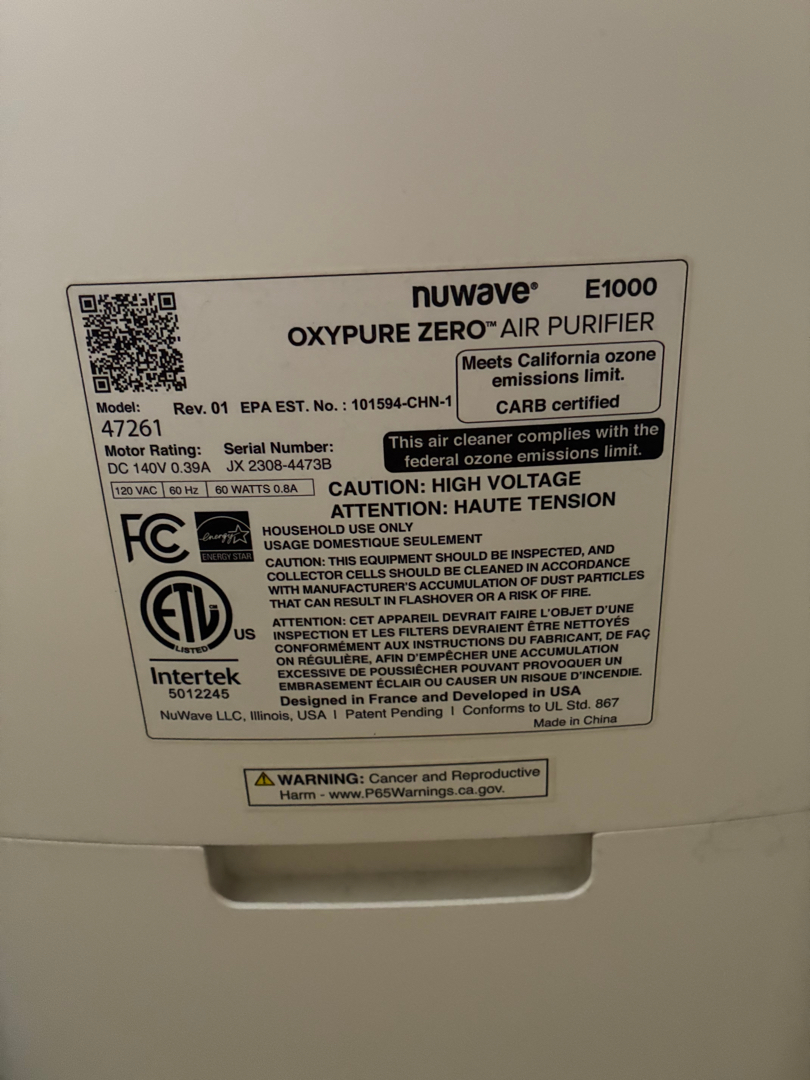 nuwave® E1000
OXYPURE ZERO™ AIR PURIFIER
Meets California ozone
emissions limit.
CARB certified
Model: Rev. 01 EPA EST. No. : 101594-CHN-1
47261
This air cleaner complies with the
federal ozone emissions limit.
Motor Rating: Serial Number:
DC 140V 0.39A JX 2308-4473B
120 VAC 60 Hz 60 WATTS 0.8A
CAUTION: HIGH VOLTAGE
ATTENTION: HAUTE TENSION
FC
energy
ENERGY STAR
HOUSEHOLD USE ONLY
USAGE DOMESTIQUE SEULEMENT
CAUTION: THIS EQUIPMENT SHOULD BE INSPECTED, AND
COLLECTOR CELLS SHOULD BE CLEANED IN ACCORDANCE
WITH MANUFACTURER'S ACCUMULATION OF DUST PARTICLES
THAT CAN RESULT IN FLASHOVER OR A RISK OF FIRE.
ETL
LISTED
US
Intertek
5012245
ATTENTION: CET APPAREIL DEVRAIT FAIRE L'OBJET D'UNE
INSPECTION ET LES FILTERS DEVRAIENT ÊTRE NETTOYÉS
CONFORMÉMENT AUX INSTRUCTIONS DU FABRICANT, DE FAÇ
ON RÉGULIÈRE, AFIN D'EMPÊCHER UNE ACCUMULATION
EXCESSIVE DE POUSSIÈCHER POUVANT PROVOQUER UN
EMBRASEMENT ÉCLAIR OU CAUSER UN RISQUE D'INCENDIE.
Designed in France and Developed in USA
NuWave LLC, Illinois, USA | Patent Pending | Conforms to UL Std. 867
Made in China
WARNING: Cancer and Reproductive
Harm - www.P65Warnings.ca.gov.